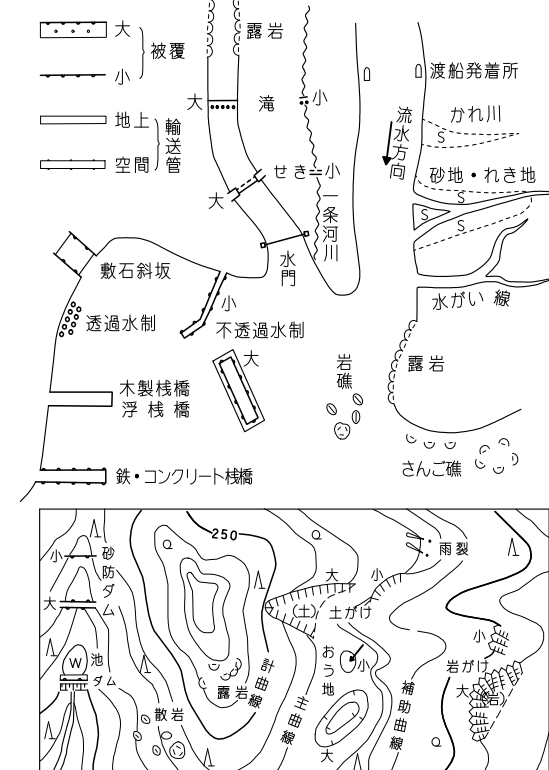 大
被覆
小
地上
輸送管
空間
露岩
大
滝
小
せき
小
大
一条河川
水門
渡船発着所
流水方向
かれ川
S
砂地・れき地
S
S
S
水がい線
敷石斜坂
透過水制
小
不透過水制
大
木製桟橋
浮桟橋
鉄・コンクリート桟橋
岩礁
露岩
さんご礁
250
小
砂防ダム
大
W
池
ダム
散岩
露岩
計曲線
主曲線
大
小
(土)
土がけ
雨裂
おう地
小
大
補助曲線
小
岩がけ
大
(岩)